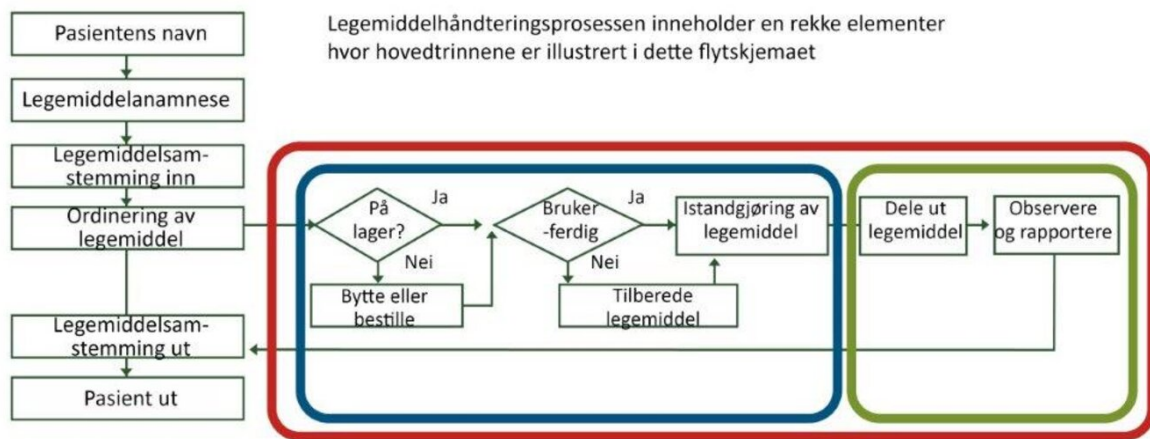 Legemiddelhåndteringsprosessen inneholder en rekke elementer
hvor hovedtrinnene er illustrert i dette flytskjemaet
Pasientens navn
Legemiddelanamnese
Legemiddelsam-
stemming inn
Ordinering av
legemiddel
På
lager?
Ja
Nei
Bytte eller
bestille
Bruker
-ferdig
Ja
Nei
Tilberede
legemiddel
Istandgjøring av
legemiddel
Dele ut
legemiddel
Observere
og rapportere
Legemiddelsam-
stemming ut
Pasient ut